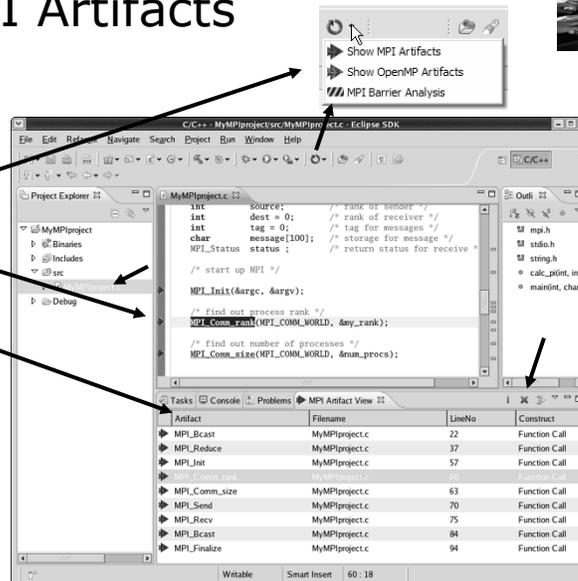 I Artifacts
Show MPI Artifacts
Show OpenMP Artifacts
MPI Barrier Analysis
C/C++ - MyMPIproject/src/MyMPIproject.c - Eclipse SDK
File Edit Refactor Navigate Search Project Run Window Help
C/C++
Project Explorer
MyMPIproject
Binaries
Includes
src
MyMPIproject.c
Debug
MyMPIproject.c
int source; /* rank of sender */
int dest = 0; /* rank of receiver */
int tag = 0; /* tag for messages */
char message[100]; /* storage for message */
MPI_Status status ; /* return status for receive *
/* start up MPI */
MPI_Init(&argc, &argv);
/* find out process rank */
MPI_Comm_rank(MPI_COMM_WORLD, &my_rank);
/* find out number of processes */
MPI_Comm_size(MPI_COMM_WORLD, &num_procs);
Outli
mpi.h
stdio.h
string.h
calc_pi(int, in
main(int, char
Tasks Console Problems MPI Artifact View
Artifact Filename LineNo Construct
MPI_Bcast MyMPIproject.c 22 Function Call
MPI_Reduce MyMPIproject.c 37 Function Call
MPI_Init MyMPIproject.c 57 Function Call
MPI_Comm_rank MyMPIproject.c 60 Function Call
MPI_Comm_size MyMPIproject.c 63 Function Call
MPI_Send MyMPIproject.c 70 Function Call
MPI_Recv MyMPIproject.c 75 Function Call
MPI_Bcast MyMPIproject.c 84 Function Call
MPI_Finalize MyMPIproject.c 94 Function Call
Writable Smart Insert 60 : 18